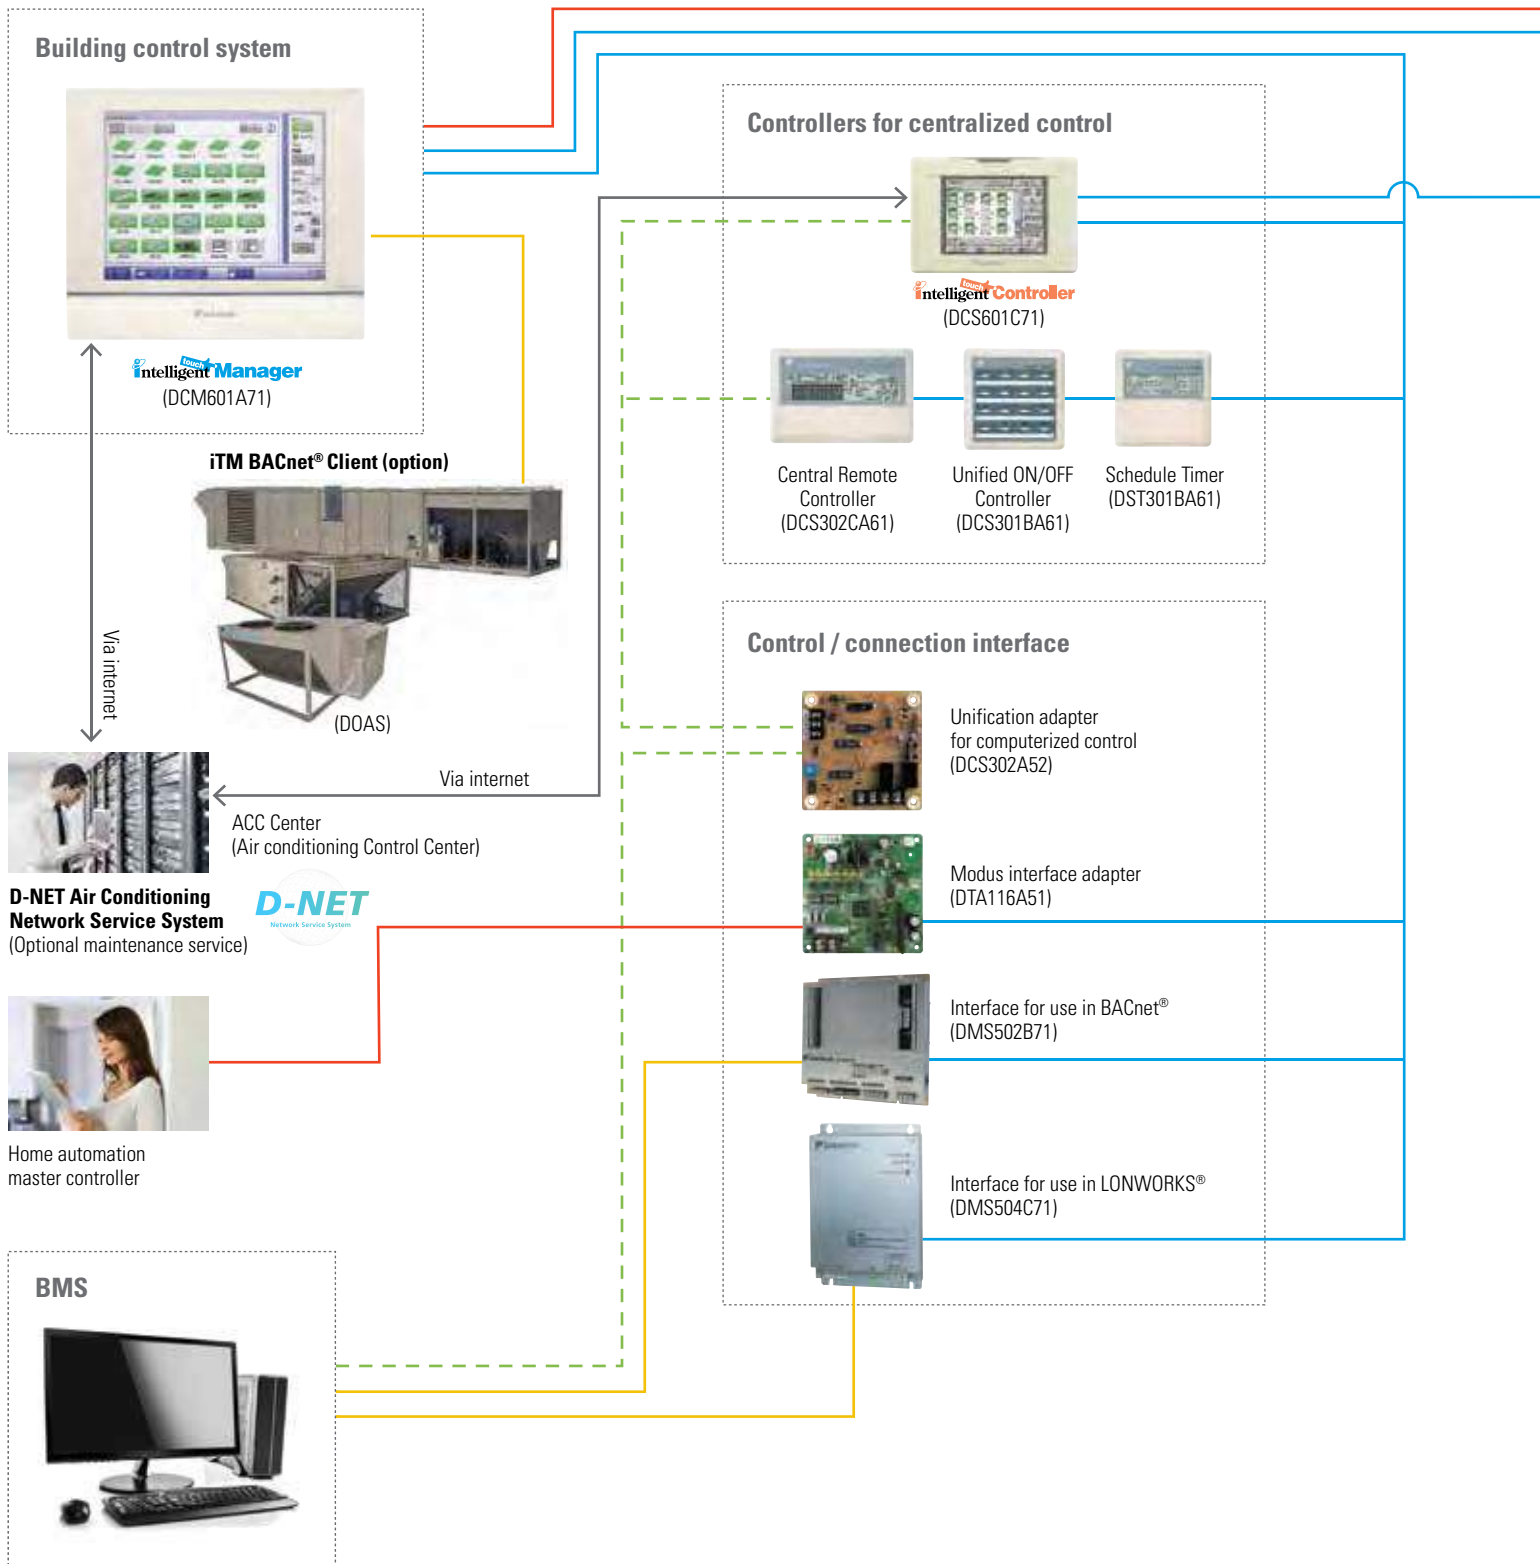 Building control system
intelligent touch Manager
(DCM601A71)
Controllers for centralized control
intelligent touch Controller
(DCS601C71)
Central Remote
Controller
(DCS302CA61)
Unified ON/OFF
Controller
(DCS301BA61)
Schedule Timer
(DST301BA61)
iTM BACnet® Client (option)
(DOAS)
Via internet
Via internet
ACC Center
(Air conditioning Control Center)
D-NET Air Conditioning
Network Service System
(Optional maintenance service)
D-NET
Network Service System
Home automation
master controller
Control / connection interface
Unification adapter
for computerized control
(DCS302A52)
Modus interface adapter
(DTA116A51)
Interface for use in BACnet®
(DMS502B71)
Interface for use in LONWORKS®
(DMS504C71)
BMS